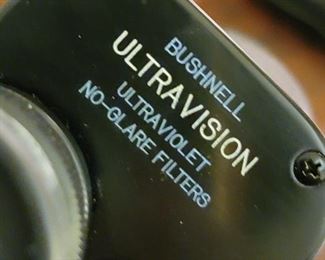 BUSHNELL
ULTRAVISION
ULTRAVIOLET
NO-GLARE FILTERS